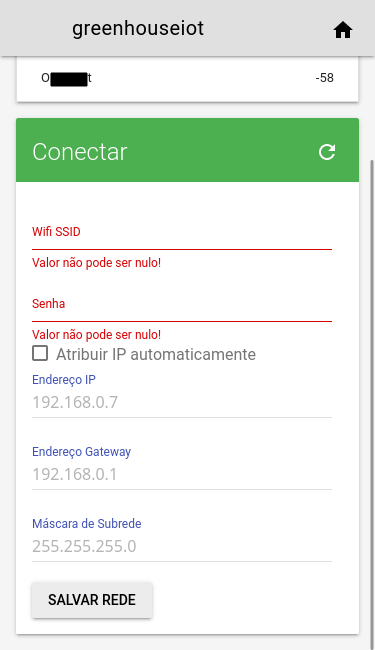 greenhouseiot
-58
Conectar
Wifi SSID
Valor não pode ser nulo!
Senha
Valor não pode ser nulo!
Atribuir IP automaticamente
Endereço IP
192.168.0.7
Endereço Gateway
192.168.0.1
Máscara de Subrede
255.255.255.0
SALVAR REDE